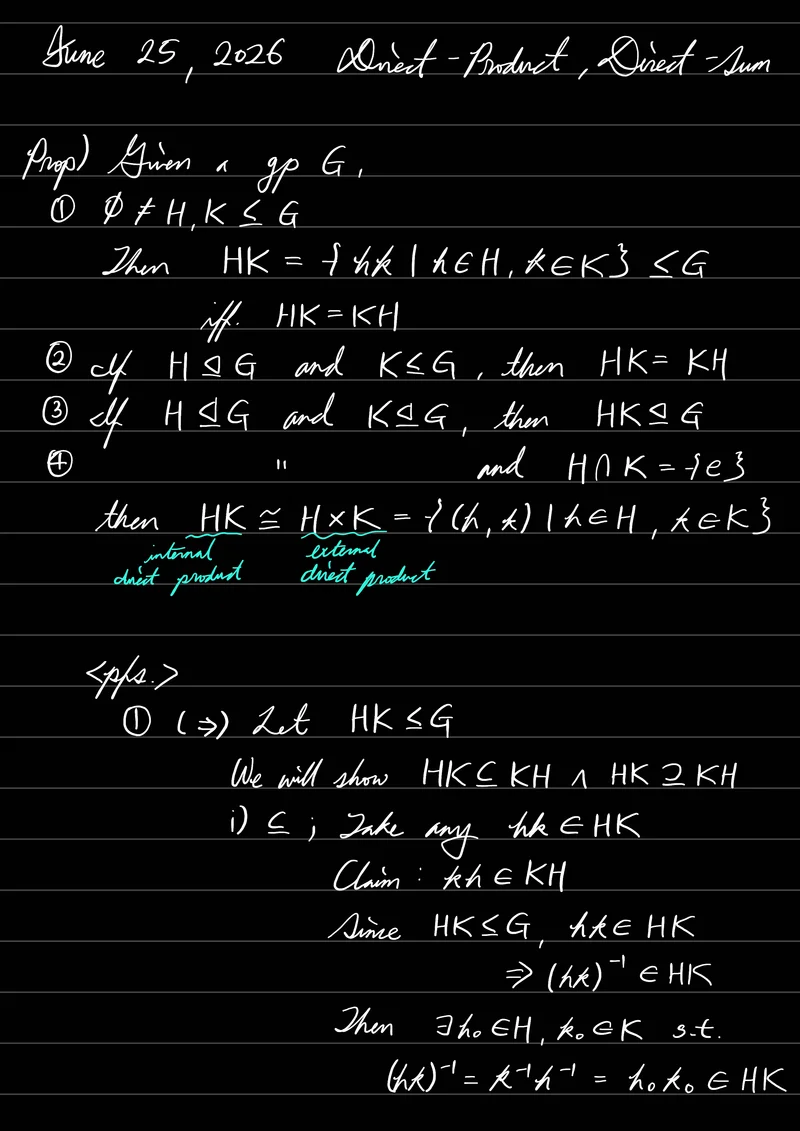 June 25, 2026 Direct-Product, Direct-Sum
Prop) Given a gp G,
① ∅ ≠ H, K ≤ G
Then HK = {hk | h∈H, k∈K} ≤ G
iff. HK = KH
② If H ⊴ G and K ≤ G, then HK = KH
③ If H ⊴ G and K ⊴ G, then HK ⊴ G
④ " and H ∩ K = {e}
then HK ≅ H × K = {(h, k) | h∈H, k∈K}
internal external
direct product direct product
<pfs.>
① (⇒) Let HK ≤ G
We will show HK ⊆ KH ∧ HK ⊇ KH
i) ⊆ ; Take any hk ∈ HK
Claim : kh ∈ KH
Since HK ≤ G, hk ∈ HK
⇒ (hk)⁻¹ ∈ HK
Then ∃ h₀ ∈ H, k₀ ∈ K s.t.
(hk)⁻¹ = k⁻¹h⁻¹ = h₀k₀ ∈ HK